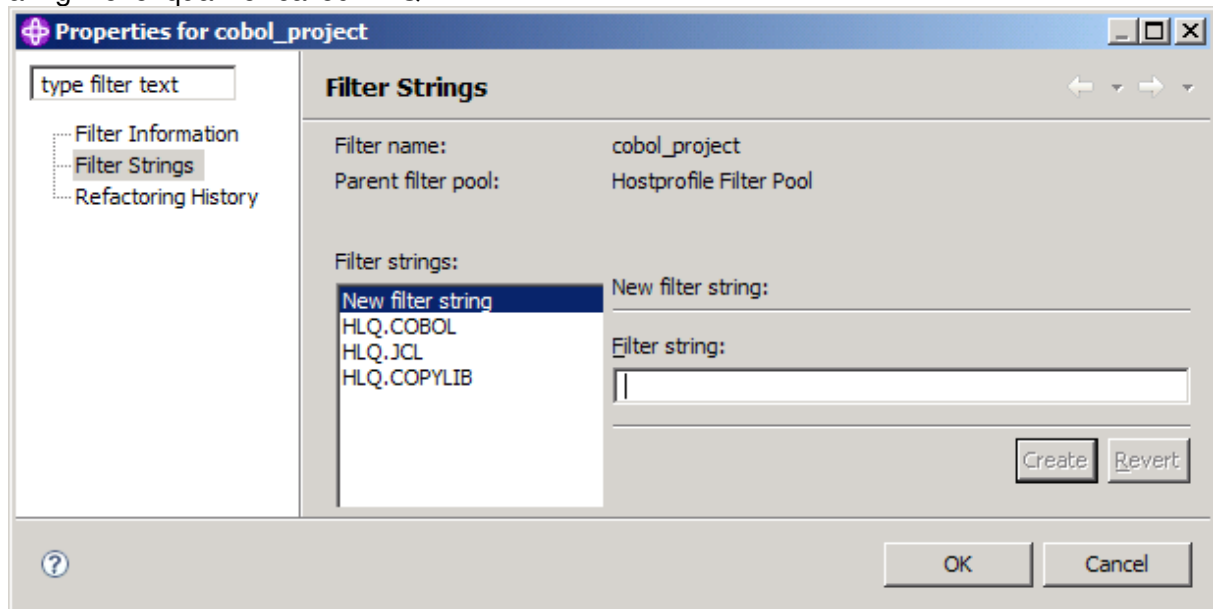 Properties for cobol_project
type filter text
Filter Strings
Filter Information
Filter Strings
Refactoring History
Filter name: cobol_project
Parent filter pool: Hostprofile Filter Pool
Filter strings:
New filter string
HLQ.COBOL
HLQ.JCL
HLQ.COPYLIB
New filter string:
Filter string:
Create Revert
OK Cancel